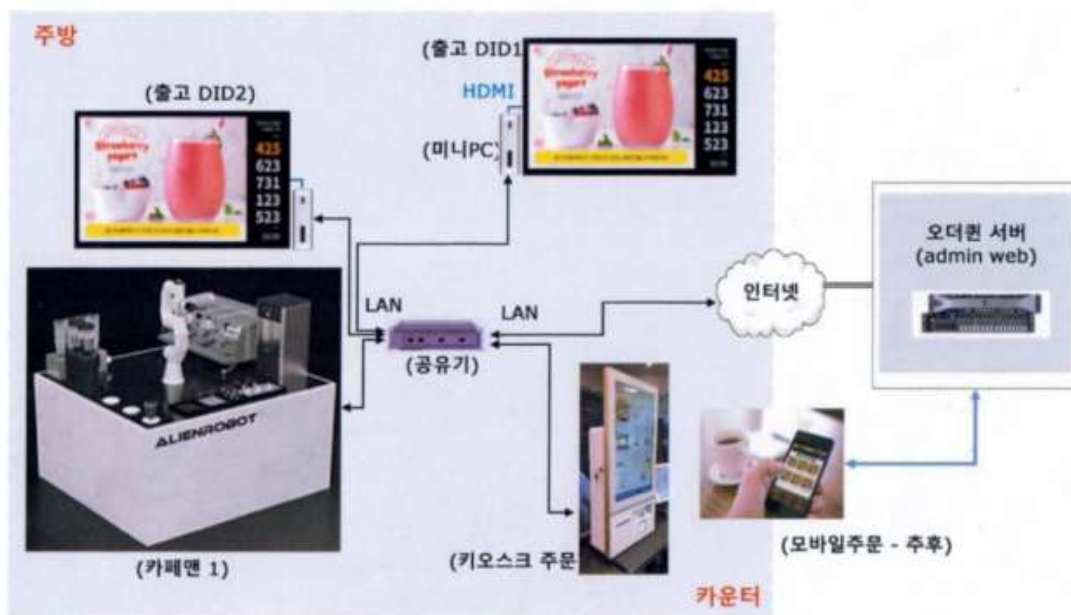 주방
(출고 DID1
HDMI
(미니PC)
Strawberry
yogurt
425
623
731
123
523
(출고 DID2)
Strawberry
yogurt
425
623
731
123
523
오더퀸 서버
(admin web)
인터넷
LAN
LAN
(공유기)
ALIENROBOT
(카페맨 1)
(키오스크 주문
(모바일주문 - 추후)
카운터